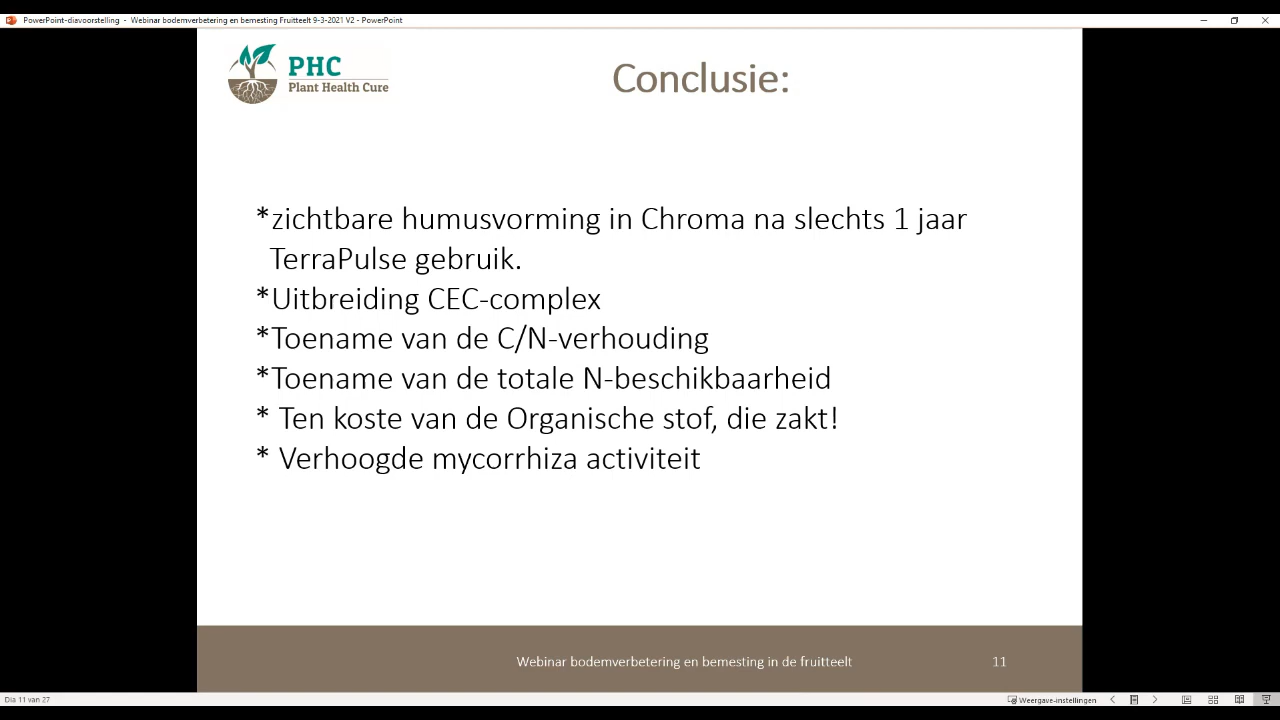 PowerPoint-diavoorstelling - Webinar bodemverbetering en bemesting Fruitteelt 9-3-2021 V2 - PowerPoint
PHC
Plant Health Cure
Conclusie:
*zichtbare humusvorming in Chroma na slechts 1 jaar
TerraPulse gebruik.
*Uitbreiding CEC-complex
*Toename van de C/N-verhouding
*Toename van de totale N-beschikbaarheid
* Ten koste van de Organische stof, die zakt!
* Verhoogde mycorrhiza activiteit
Webinar bodemverbetering en bemesting in de fruitteelt 11
Dia 11 van 27 Weergave-instellingen